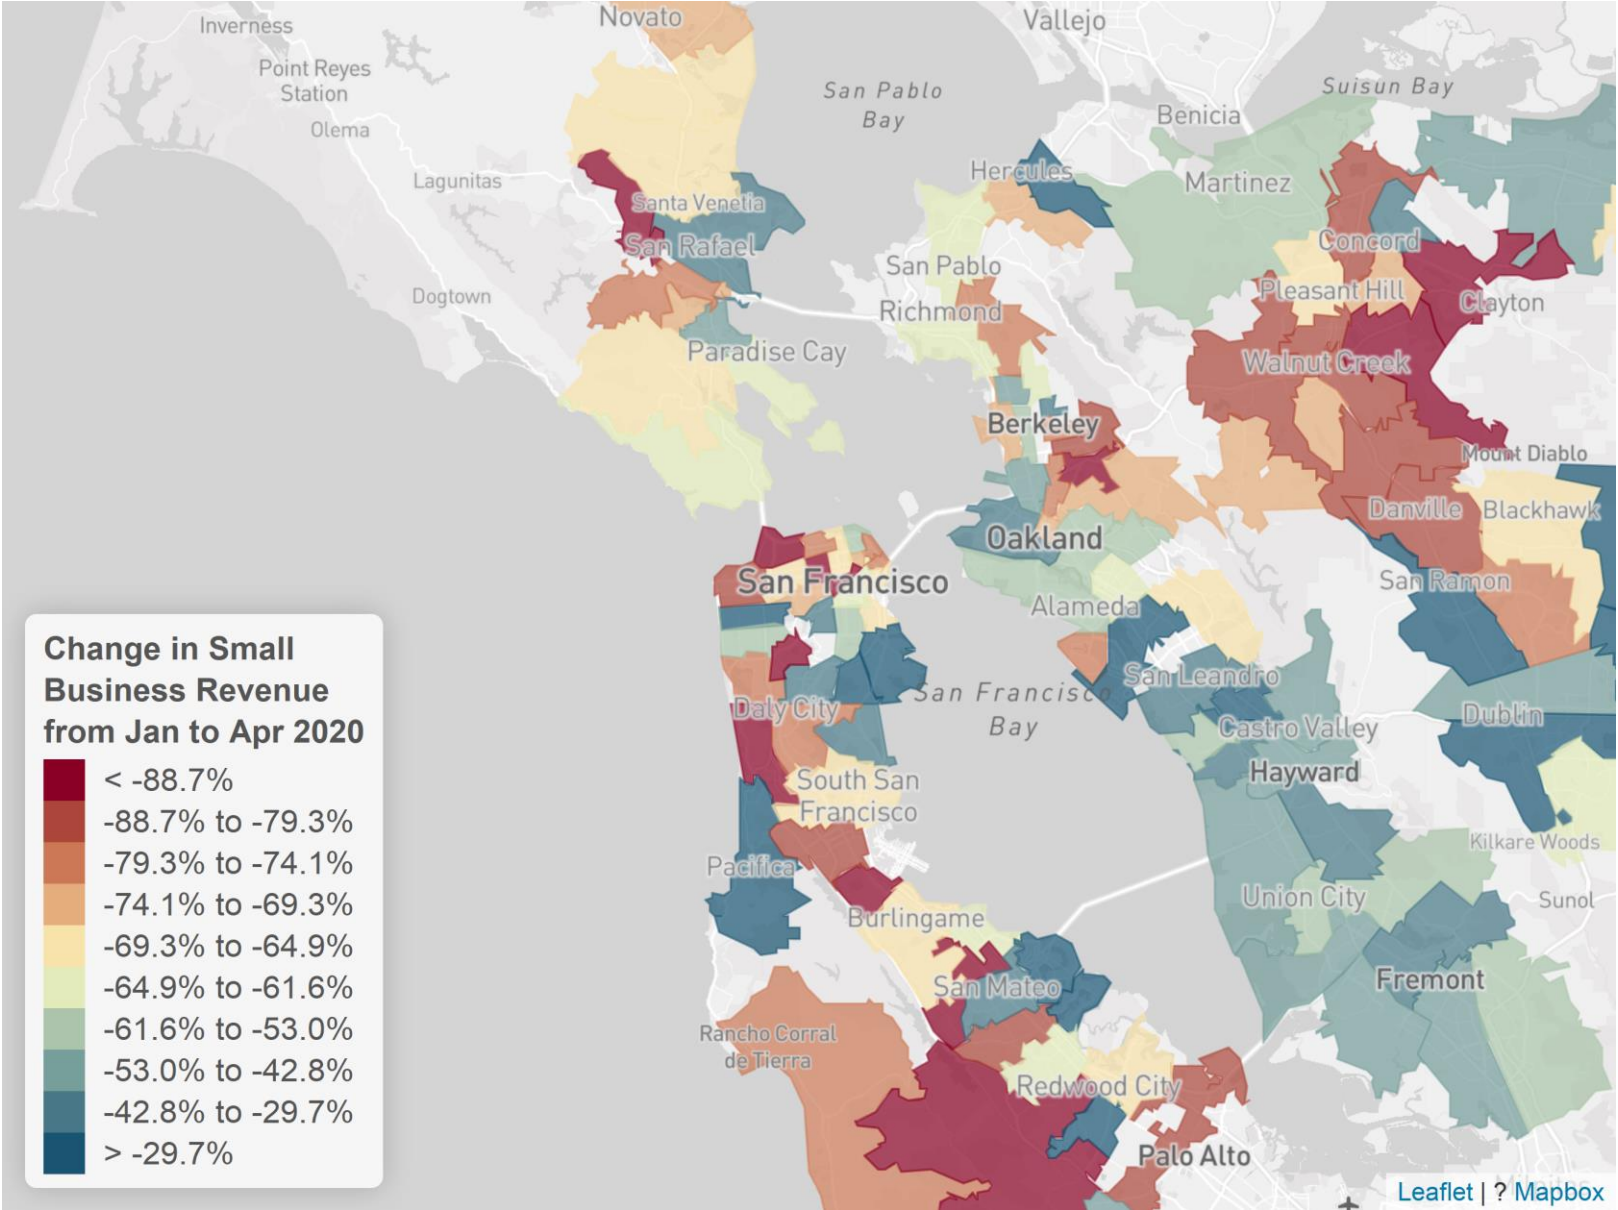 Novato
Inverness
Vallejo
Point Reyes
Station
San Pablo
Bay
Suisun Bay
Benicia
Olema
Hercules
Lagunitas
Martinez
Santa Venetia
San Rafael
Concord
San Pablo
Dogtown
Pleasant Hill
Clayton
Richmond
Paradise Cay
Walnut Creek
Berkeley
Mount Diablo
Danville
Blackhawk
Oakland
San Francisco
San Ramon
Alameda
San Leandro
San Francisco
Bay
Daly City
Dublin
Castro Valley
Hayward
South San
Francisco
Kilkare Woods
Pacifica
Union City
Sunol
Burlingame
Fremont
San Mateo
Rancho Corral
de Tierra
Redwood City
Palo Alto
Change in Small
Business Revenue
from Jan to Apr 2020
< -88.7%
-88.7% to -79.3%
-79.3% to -74.1%
-74.1% to -69.3%
-69.3% to -64.9%
-64.9% to -61.6%
-61.6% to -53.0%
-53.0% to -42.8%
-42.8% to -29.7%
> -29.7%
Leaflet | ? Mapbox